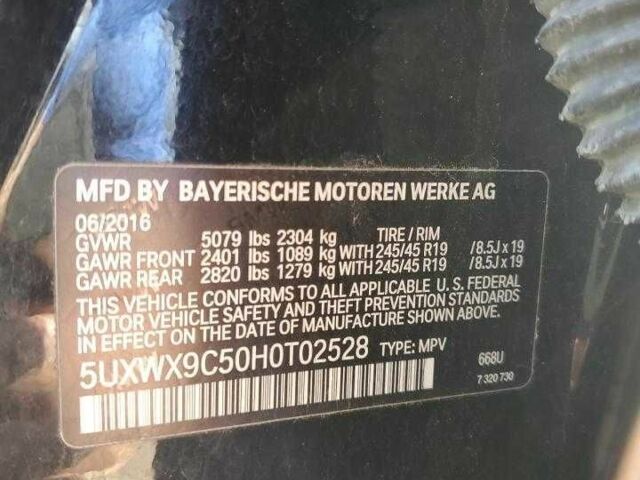 MFD BY BAYERISCHE MOTOREN WERKE AG
06/2016 TIRE / RIM
GVWR 5079 lbs 2304 kg
GAWR FRONT 2401 lbs 1089 kg WITH 245/45 R19 /8.5J x 19
GAWR REAR 2820 lbs 1279 kg WITH 245/45 R19 /8.5J x 19
THIS VEHICLE CONFORMS TO ALL APPLICABLE U. S. FEDERAL
MOTOR VEHICLE SAFETY AND THEFT PREVENTION STANDARDS
IN EFFECT ON THE DATE OF MANUFACTURE SHOWN ABOVE.
5UXWX9C50H0T02528 TYPE: MPV 668U
7 320 730